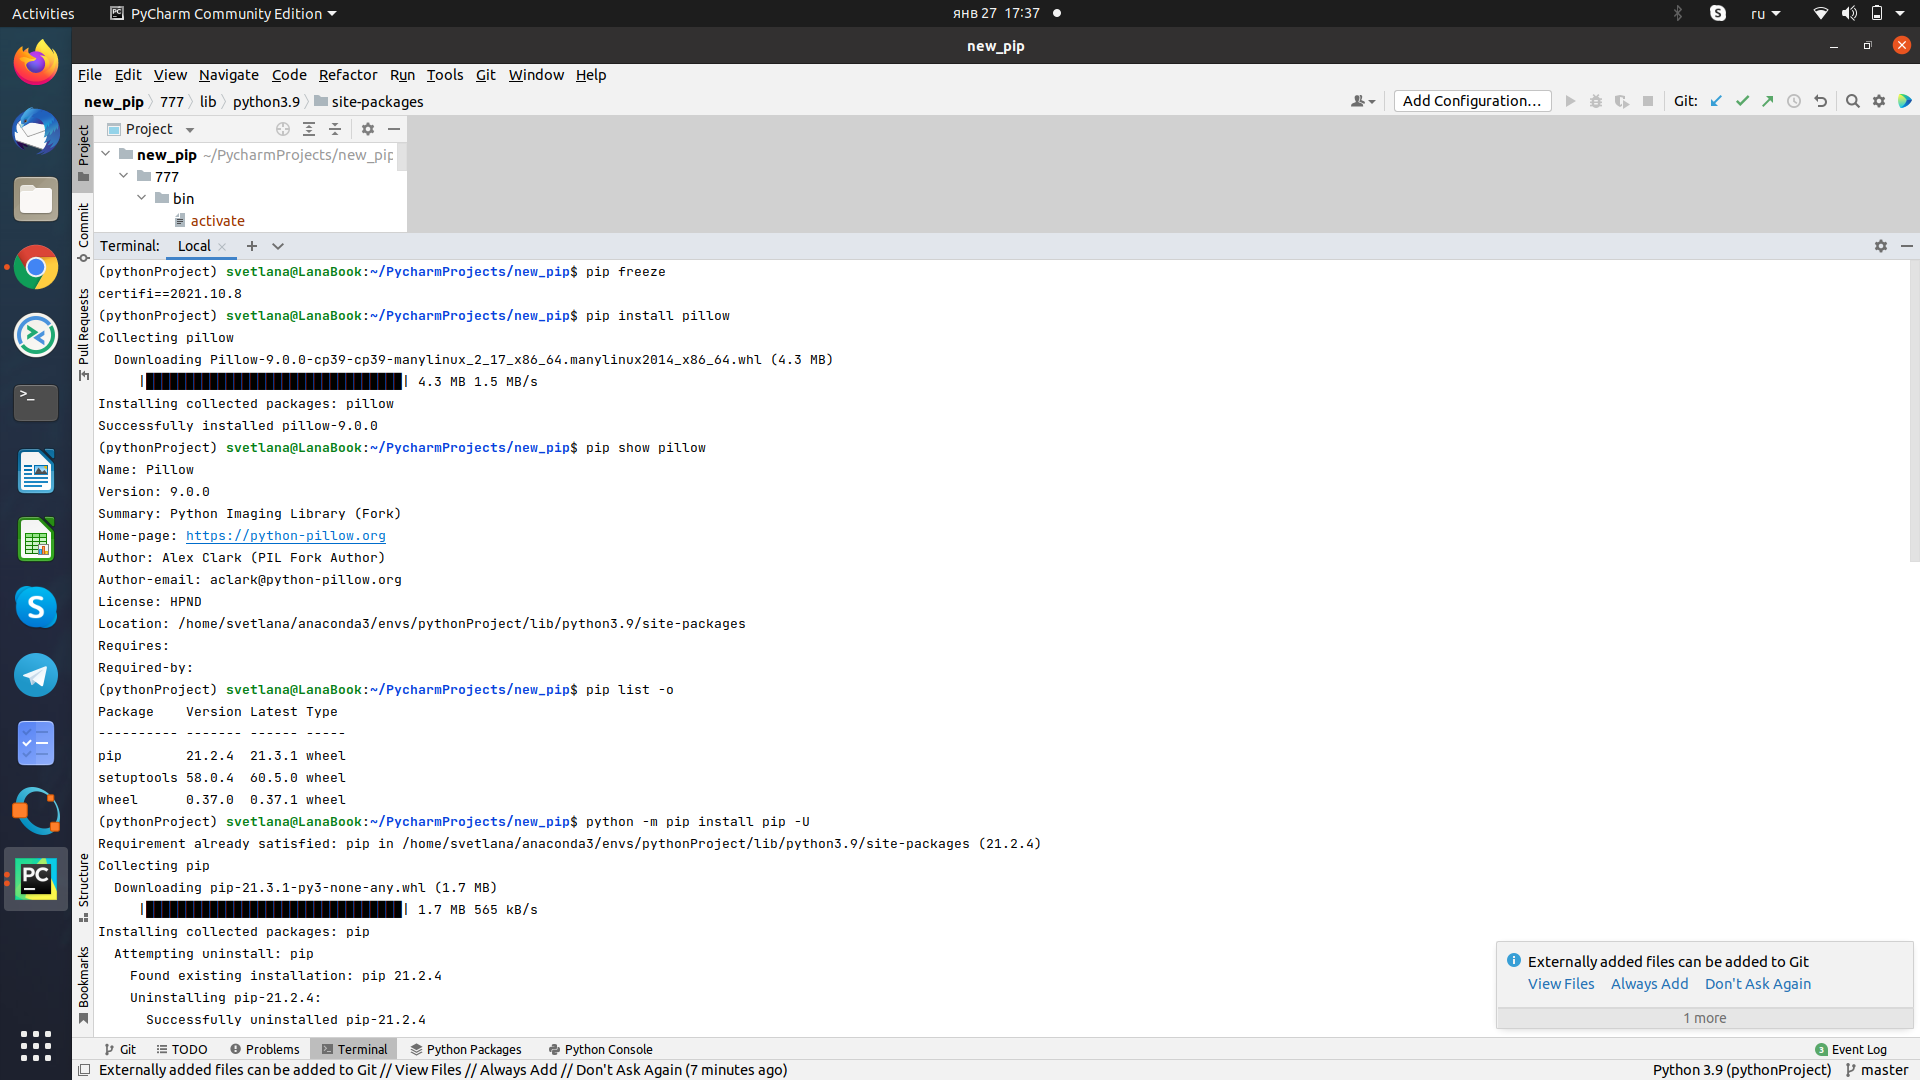 Activities PyCharm Community Edition янв 27 17:37 ru
new_pip
File Edit View Navigate Code Refactor Run Tools Git Window Help
new_pip 777 lib python3.9 site-packages Add Configuration... Git:
Project
Project
new_pip ~/PycharmProjects/new_pip
777
bin
activate
Commit
Pull Requests
Structure
Bookmarks
Terminal: Local
(pythonProject) svetlana@LanaBook:~/PycharmProjects/new_pip$ pip freeze
certifi==2021.10.8
(pythonProject) svetlana@LanaBook:~/PycharmProjects/new_pip$ pip install pillow
Collecting pillow
Downloading Pillow-9.0.0-cp39-cp39-manylinux_2_17_x86_64.manylinux2014_x86_64.whl (4.3 MB)
| | 4.3 MB 1.5 MB/s
Installing collected packages: pillow
Successfully installed pillow-9.0.0
(pythonProject) svetlana@LanaBook:~/PycharmProjects/new_pip$ pip show pillow
Name: Pillow
Version: 9.0.0
Summary: Python Imaging Library (Fork)
Home-page: https://python-pillow.org
Author: Alex Clark (PIL Fork Author)
Author-email: aclark@python-pillow.org
License: HPND
Location: /home/svetlana/anaconda3/envs/pythonProject/lib/python3.9/site-packages
Requires:
Required-by:
(pythonProject) svetlana@LanaBook:~/PycharmProjects/new_pip$ pip list -o
Package Version Latest Type
---------- ------- ------ -----
pip 21.2.4 21.3.1 wheel
setuptools 58.0.4 60.5.0 wheel
wheel 0.37.0 0.37.1 wheel
(pythonProject) svetlana@LanaBook:~/PycharmProjects/new_pip$ python -m pip install pip -U
Requirement already satisfied: pip in /home/svetlana/anaconda3/envs/pythonProject/lib/python3.9/site-packages (21.2.4)
Collecting pip
Downloading pip-21.3.1-py3-none-any.whl (1.7 MB)
| | 1.7 MB 565 kB/s
Installing collected packages: pip
Attempting uninstall: pip
Found existing installation: pip 21.2.4
Uninstalling pip-21.2.4:
Successfully uninstalled pip-21.2.4
Externally added files can be added to Git
View Files Always Add Don't Ask Again
1 more
Git TODO Problems Terminal Python Packages Python Console 3 Event Log
Externally added files can be added to Git // View Files // Always Add // Don't Ask Again (7 minutes ago) Python 3.9 (pythonProject) master